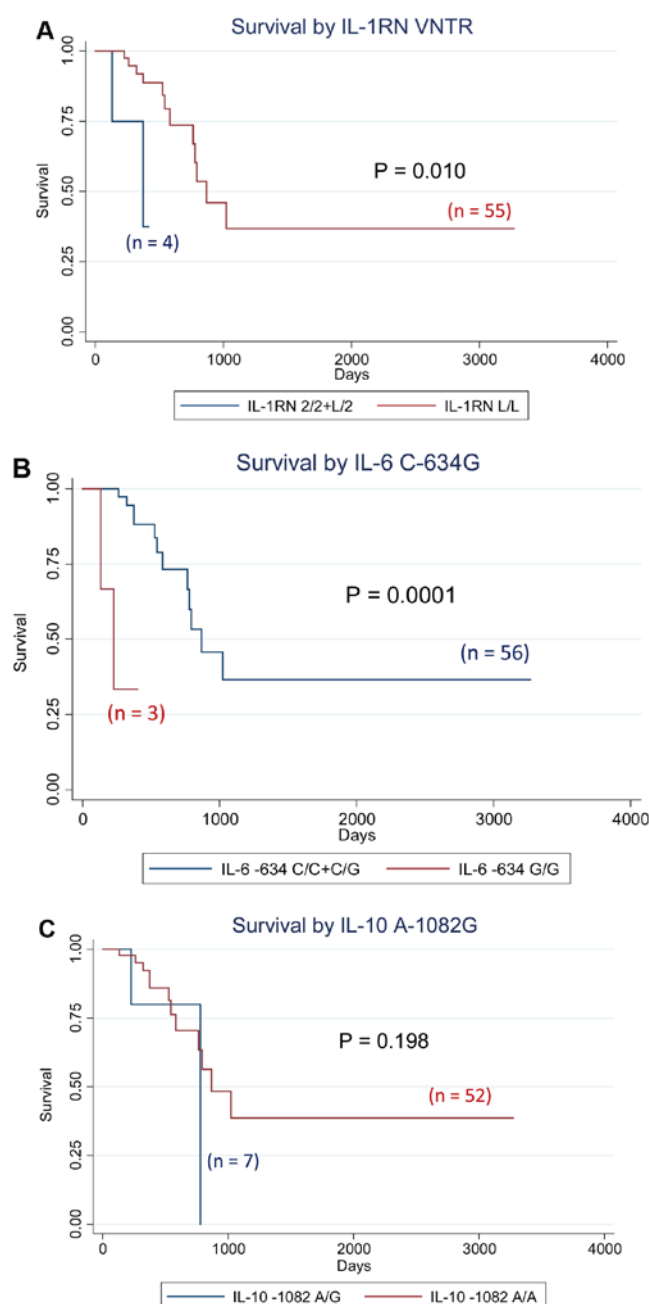 A
Survival by IL-1RN VNTR
Survival
1.00
0.75
0.50
0.25
0.00
P = 0.010
(n = 55)
(n = 4)
0 1000 2000 3000 4000
Days
IL-1RN 2/2+L/2 IL-1RN L/L
B
Survival by IL-6 C-634G
Survival
1.00
0.75
0.50
0.25
0.00
P = 0.0001
(n = 56)
(n = 3)
0 1000 2000 3000 4000
Days
IL-6 -634 C/C+C/G IL-6 -634 G/G
C
Survival by IL-10 A-1082G
Survival
1.00
0.75
0.50
0.25
0.00
P = 0.198
(n = 52)
(n = 7)
0 1000 2000 3000 4000
Days
IL-10 -1082 A/G IL-10 -1082 A/A